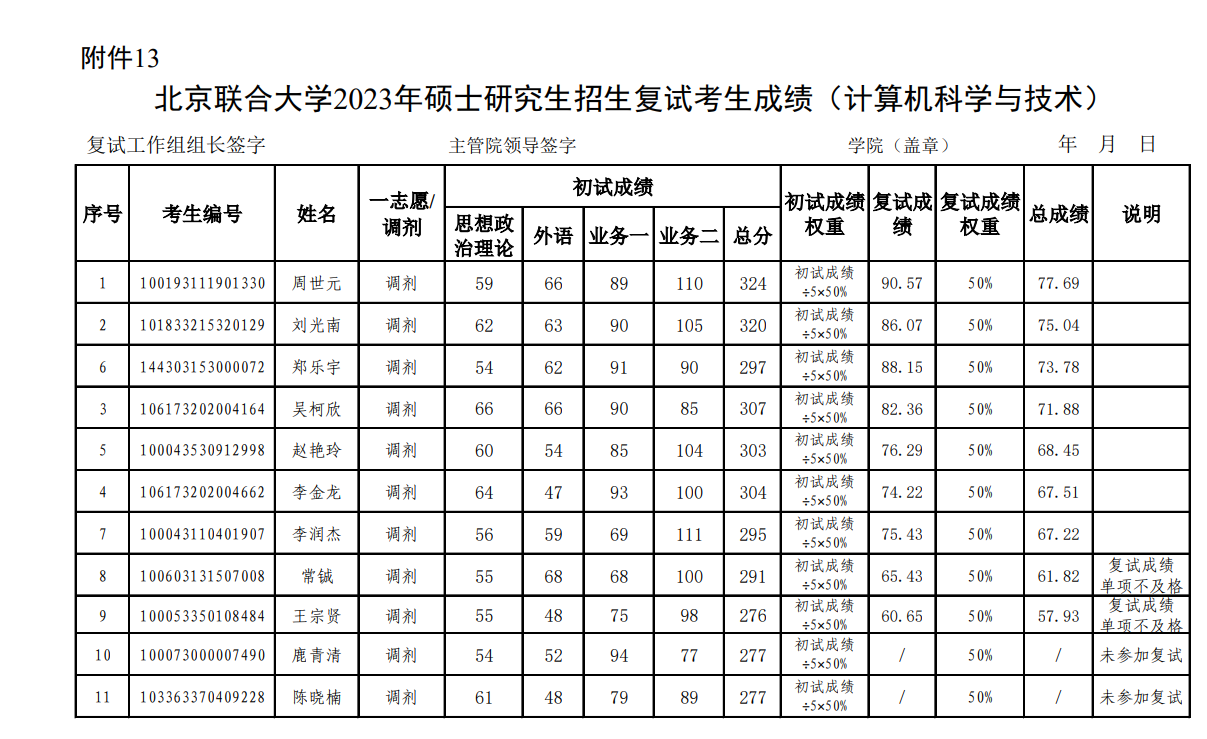 附件13
北京联合大学2023年硕士研究生招生复试考生成绩（计算机科学与技术）
复试工作组组长签字 主管院领导签字 学院（盖章） 年 月 日
序号 考生编号 姓名 一志愿/调剂 初试成绩 初试成绩权重 复试成绩 复试成绩权重 总成绩 说明
思想政治理论 外语 业务一 业务二 总分
1 100193111901330 周世元 调剂 59 66 89 110 324 初试成绩÷5×50% 90.57 50% 77.69
2 101833215320129 刘光南 调剂 62 63 90 105 320 初试成绩÷5×50% 86.07 50% 75.04
6 144303153000072 郑乐宇 调剂 54 62 91 90 297 初试成绩÷5×50% 88.15 50% 73.78
3 106173202004164 吴柯欣 调剂 66 66 90 85 307 初试成绩÷5×50% 82.36 50% 71.88
5 100043530912998 赵艳玲 调剂 60 54 85 104 303 初试成绩÷5×50% 76.29 50% 68.45
4 106173202004662 李金龙 调剂 64 47 93 100 304 初试成绩÷5×50% 74.22 50% 67.51
7 100043110401907 李润杰 调剂 56 59 69 111 295 初试成绩÷5×50% 75.43 50% 67.22
8 100603131507008 常铖 调剂 55 68 68 100 291 初试成绩÷5×50% 65.43 50% 61.82 复试成绩单项不及格
9 100053350108484 王宗贤 调剂 55 48 75 98 276 初试成绩÷5×50% 60.65 50% 57.93 复试成绩单项不及格
10 100073000007490 鹿青清 调剂 54 52 94 77 277 初试成绩÷5×50% / 50% / 未参加复试
11 103363370409228 陈晓楠 调剂 61 48 79 89 277 初试成绩÷5×50% / 50% / 未参加复试